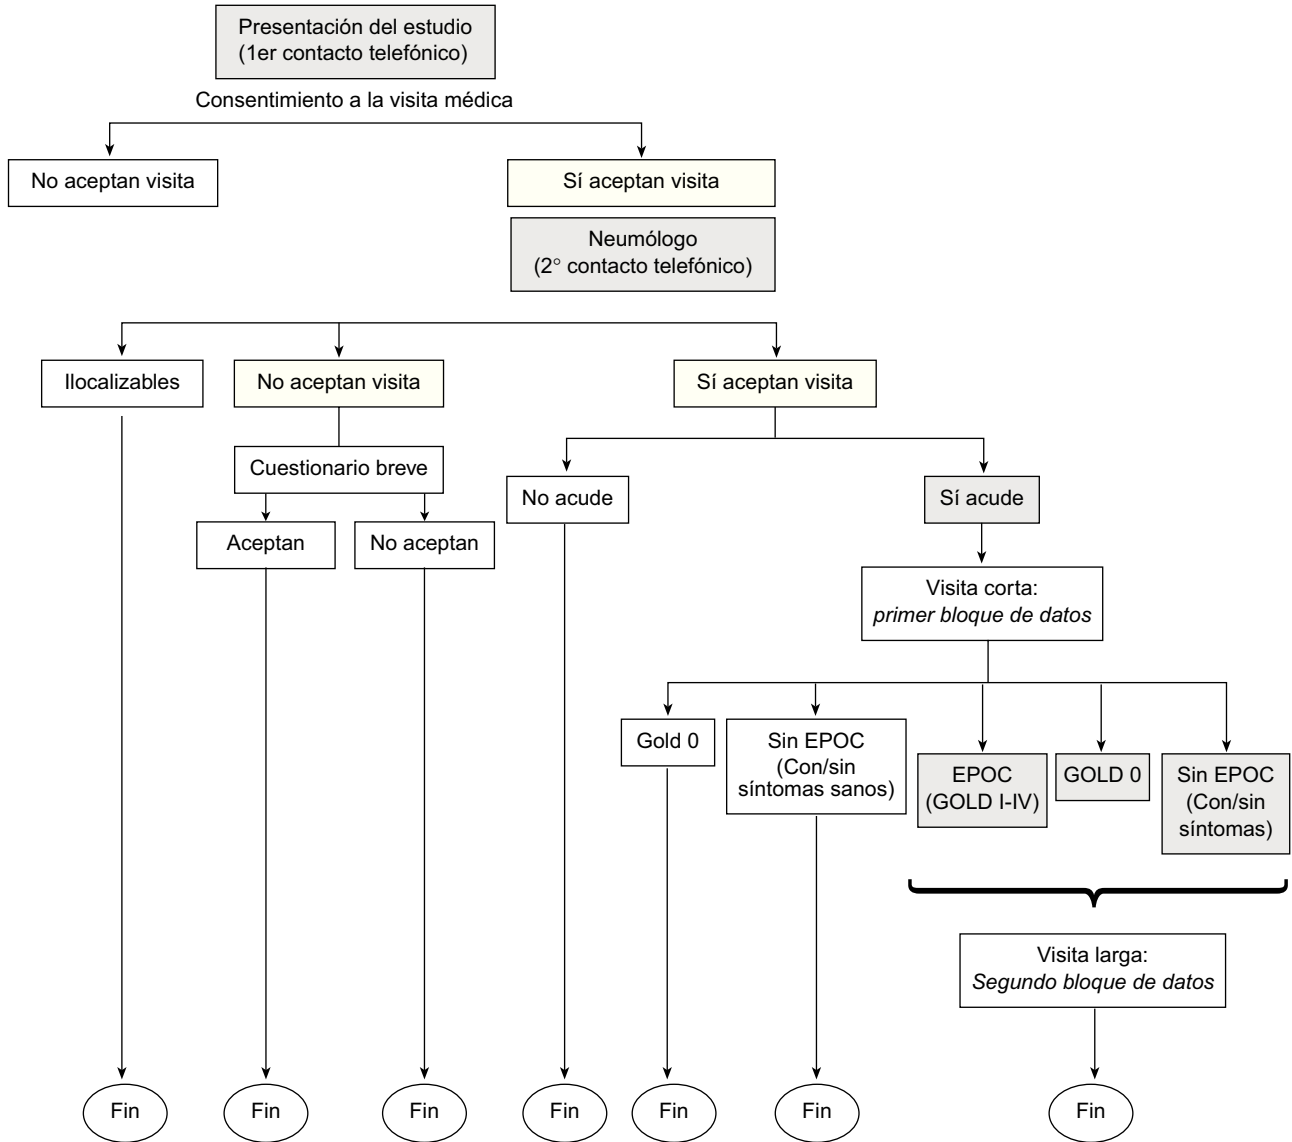 Presentación del estudio
(1er contacto telefónico)
Consentimiento a la visita médica
No aceptan visita
Sí aceptan visita
Neumólogo
(2° contacto telefónico)
Ilocalizables
No aceptan visita
Sí aceptan visita
Cuestionario breve
No acude
Sí acude
Aceptan
No aceptan
Visita corta:
primer bloque de datos
Gold 0
Sin EPOC
(Con/sin
síntomas sanos)
EPOC
(GOLD I-IV)
GOLD 0
Sin EPOC
(Con/sin
síntomas)
Visita larga:
Segundo bloque de datos
Fin
Fin
Fin
Fin
Fin
Fin
Fin